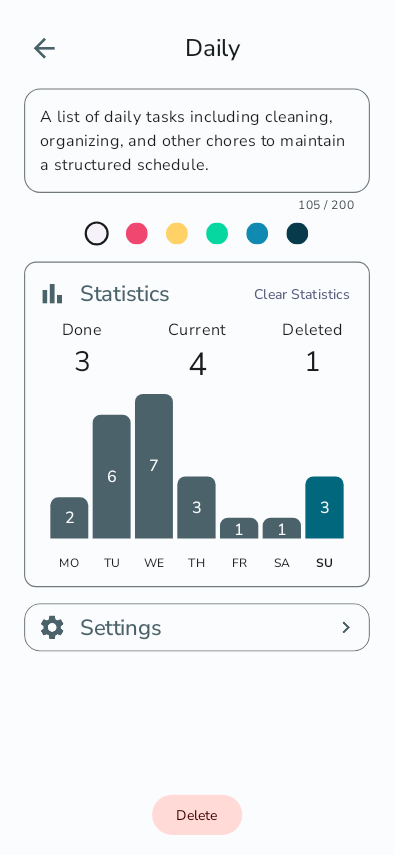 Daily
A list of daily tasks including cleaning,
organizing, and other chores to maintain
a structured schedule.
105 / 200
Statistics
Clear Statistics
Done
Current
Deleted
3
4
1
2
6
7
3
1
1
3
MO
TU
WE
TH
FR
SA
SU
Settings
Delete